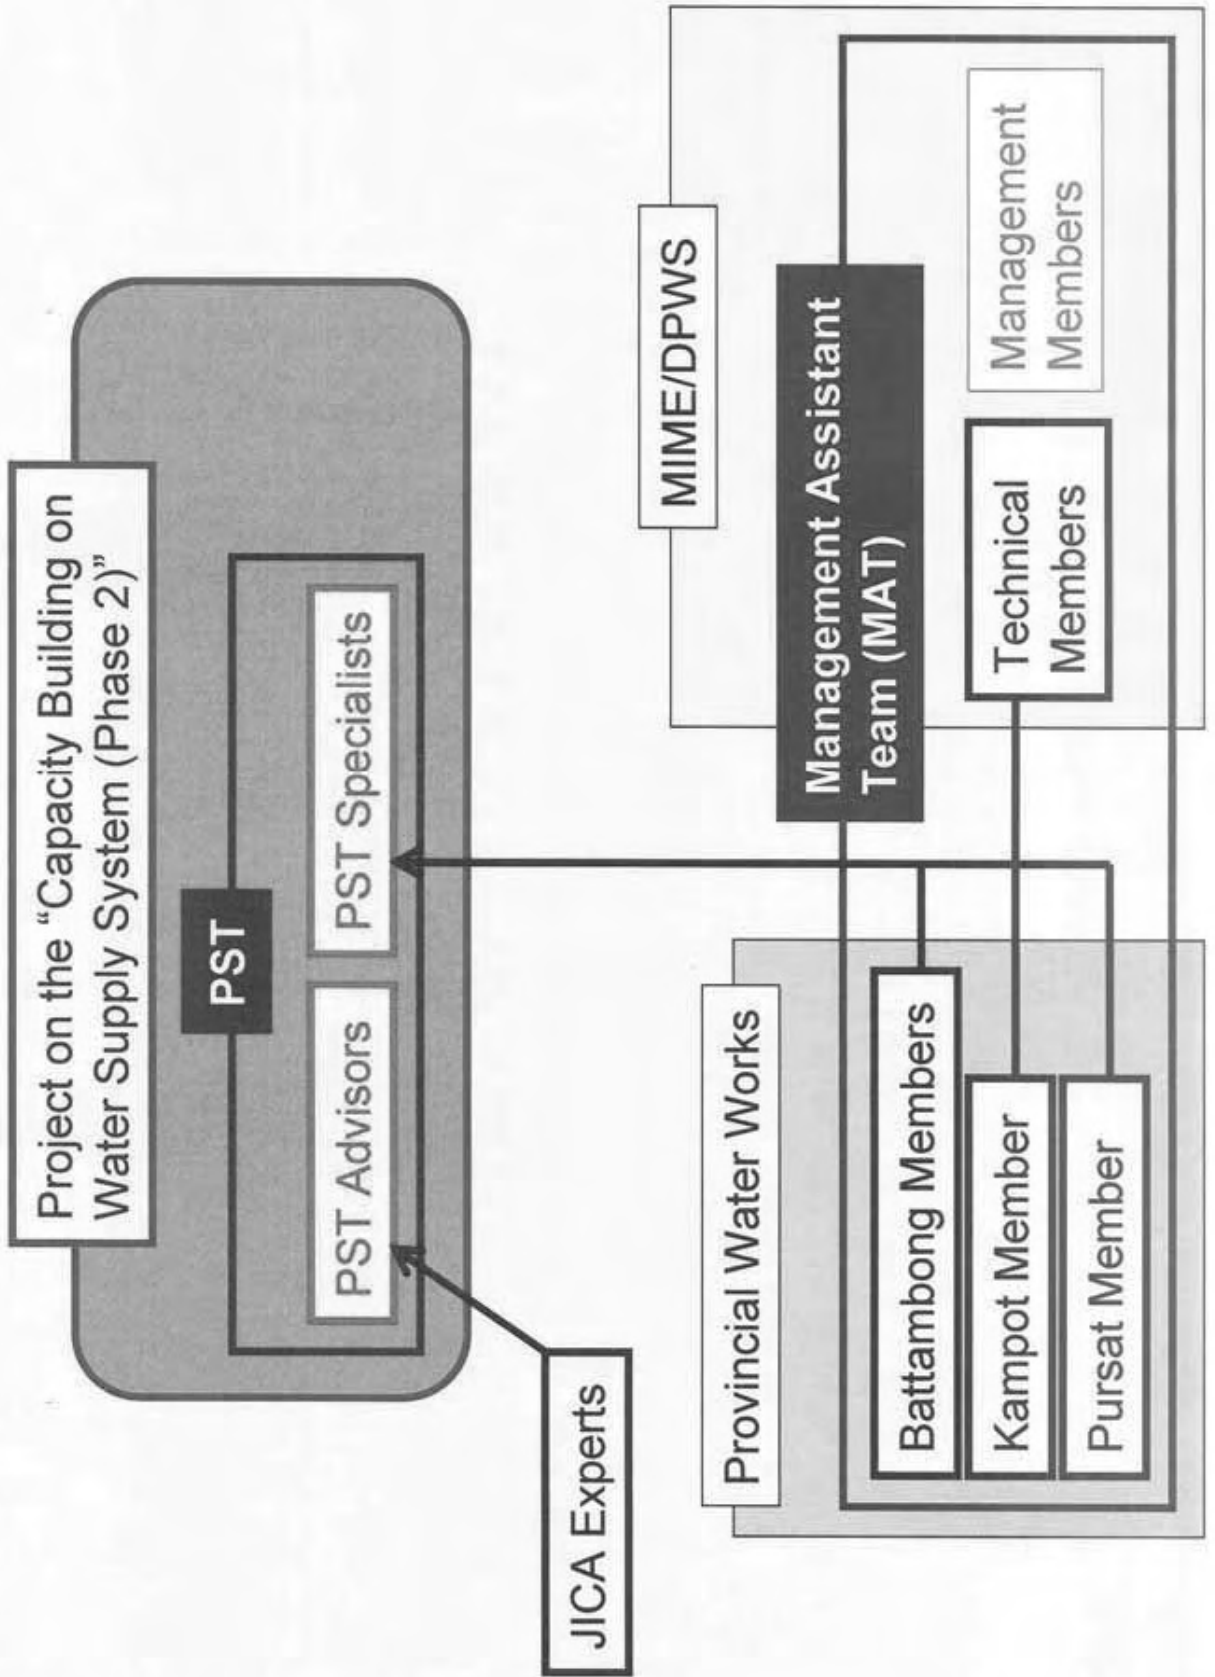 Project on the “Capacity Building on
Water Supply System (Phase 2)”
PST
PST Advisors
PST Specialists
JICA Experts
MIME/DPWS
Provincial Water Works
Management Assistant
Team (MAT)
Battambong Members
Kampot Member
Pursat Member
Technical
Members
Management
Members